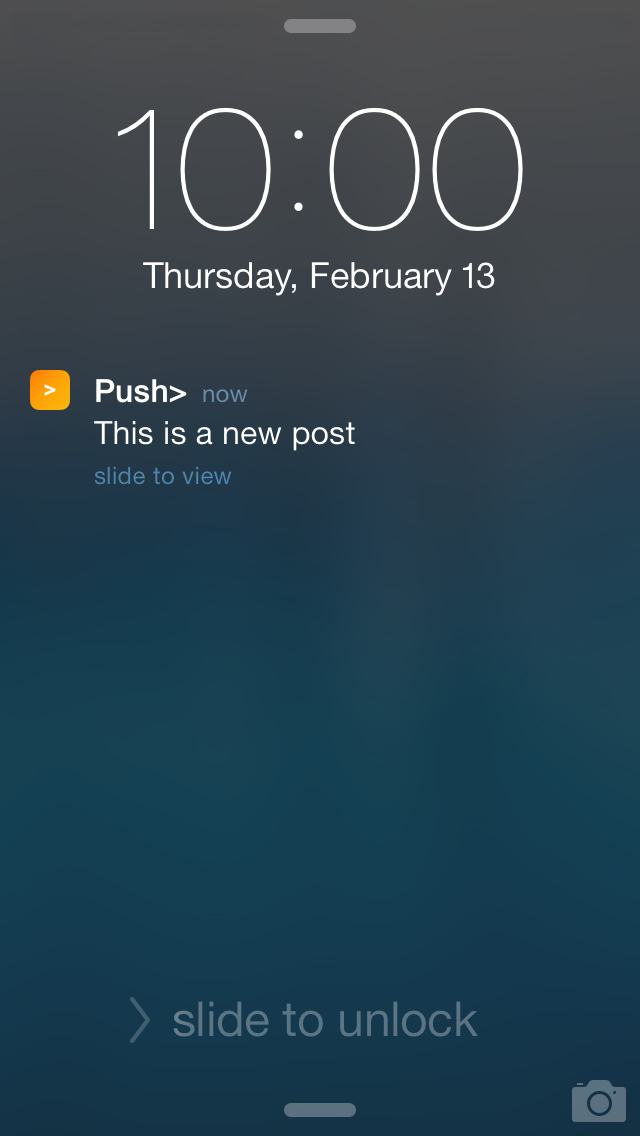 10:00
Thursday, February 13
>
Push> now
This is a new post
slide to view
slide to unlock